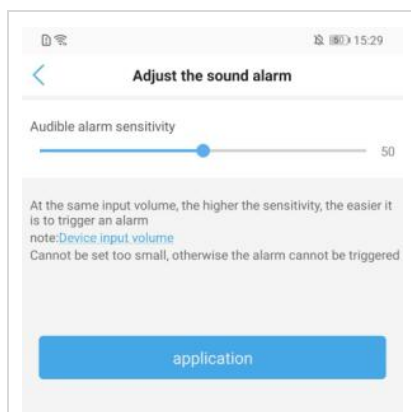 15:29
Adjust the sound alarm
Audible alarm sensitivity
50
At the same input volume, the higher the sensitivity, the easier it
is to trigger an alarm
note:Device input volume
Cannot be set too small, otherwise the alarm cannot be triggered
application